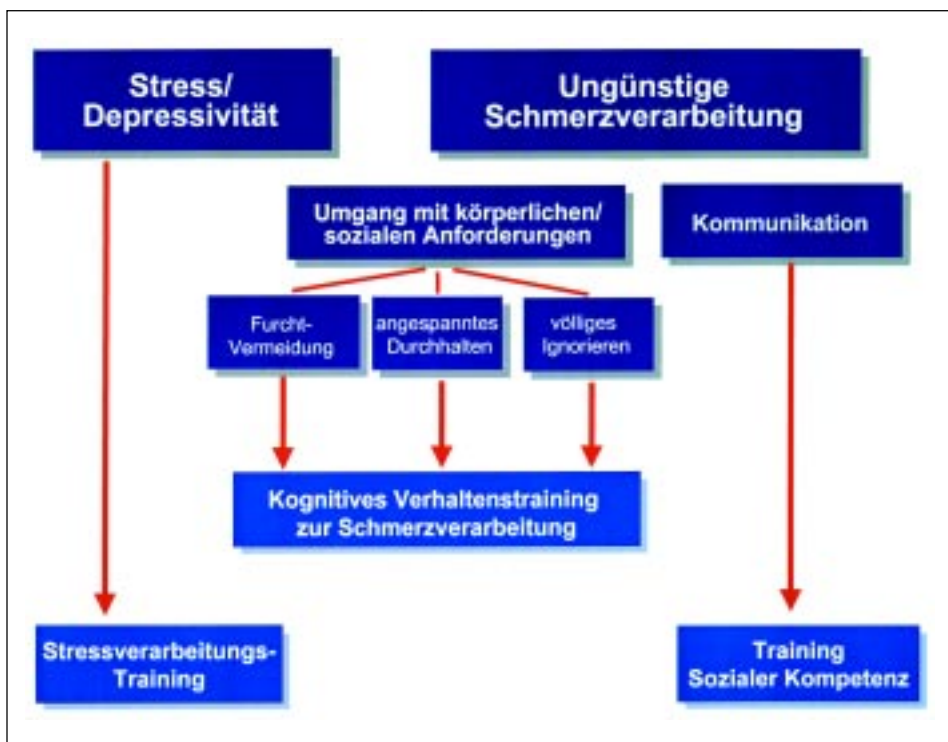 Stress/
Depressivität
Ungünstige
Schmerzverarbeitung
Umgang mit körperlichen/
sozialen Anforderungen
Kommunikation
Furcht-
Vermeidung
angespanntes
Durchhalten
völliges
Ignorieren
Kognitives Verhaltenstraining
zur Schmerzverarbeitung
Stressverarbeitungs-
Training
Training
Sozialer Kompetenz